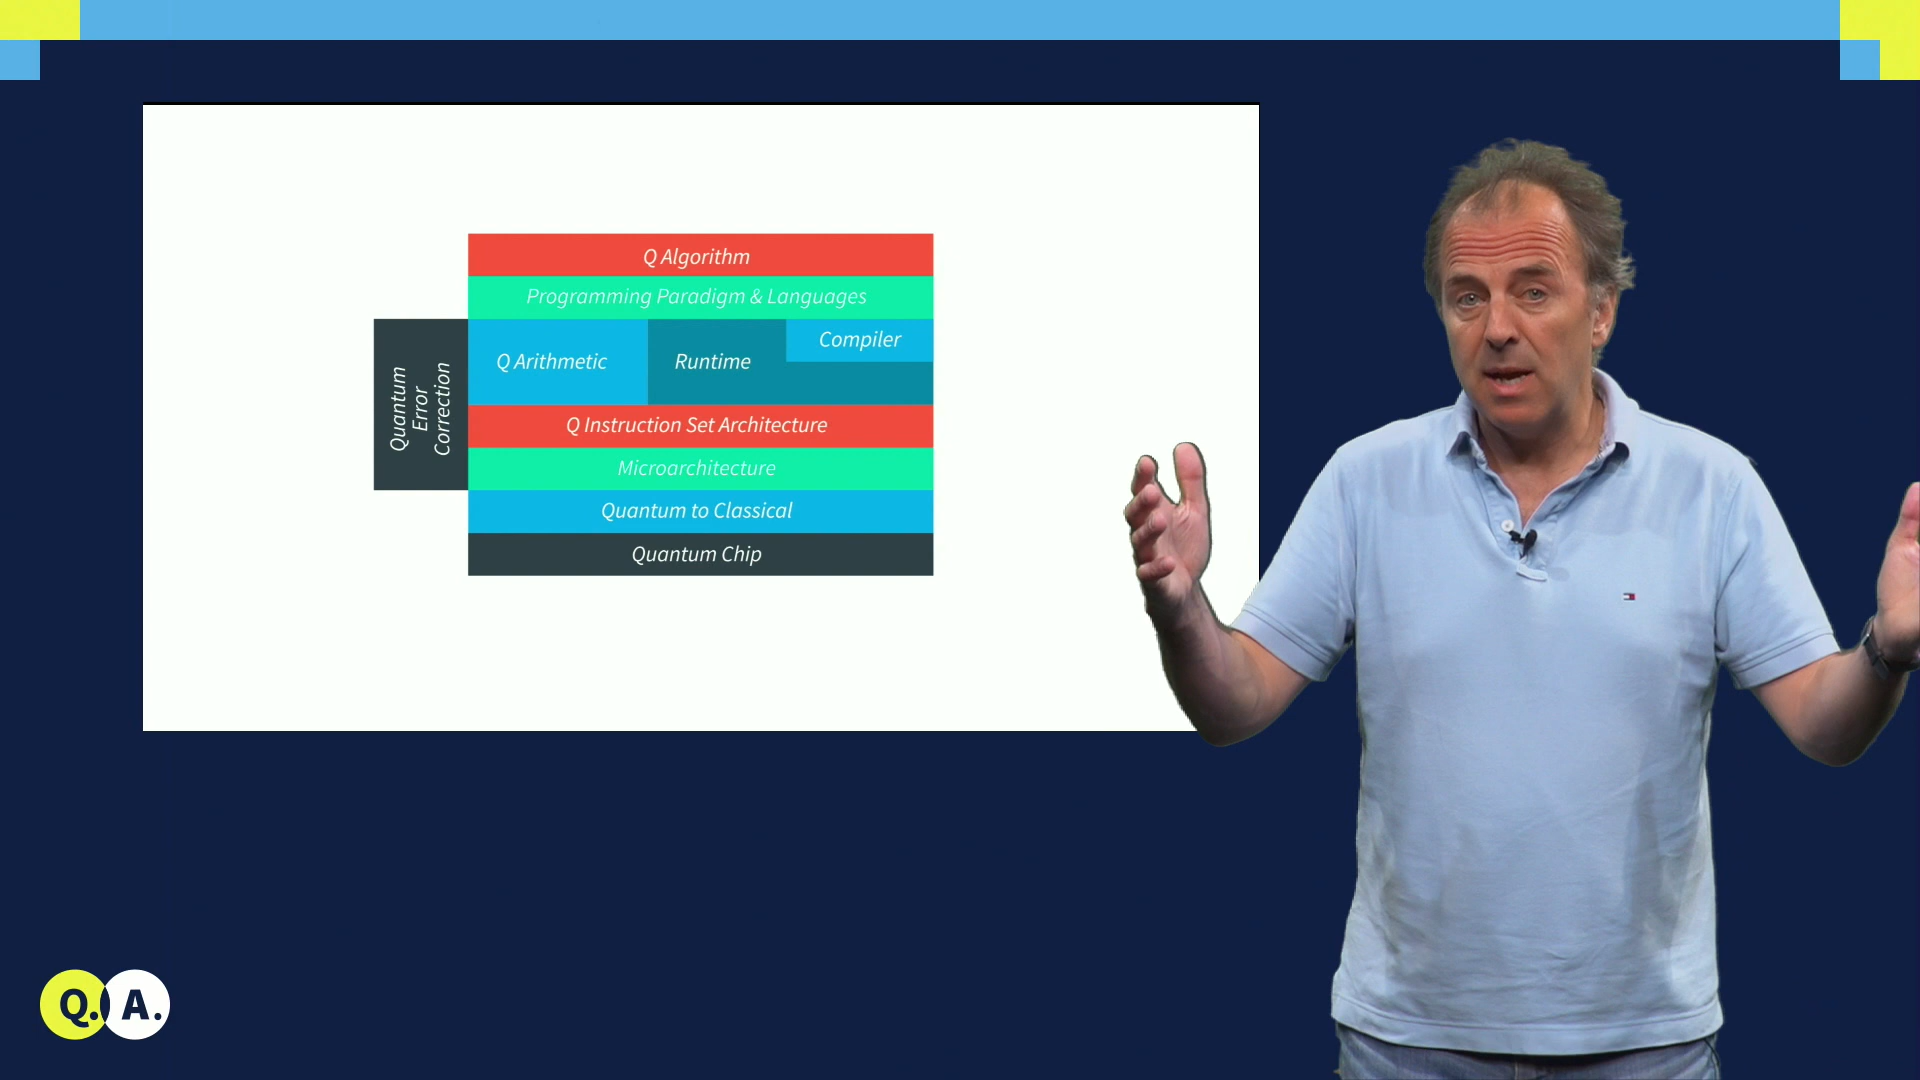 Q Algorithm
Programming Paradigm & Languages
Quantum
Error
Correction
Q Arithmetic
Runtime
Compiler
Q Instruction Set Architecture
Microarchitecture
Quantum to Classical
Quantum Chip
Q. A.